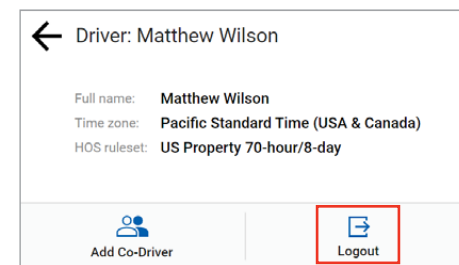 Driver: Matthew Wilson
Full name: Matthew Wilson
Time zone: Pacific Standard Time (USA & Canada)
HOS ruleset: US Property 70-hour/8-day
Add Co-Driver Logout